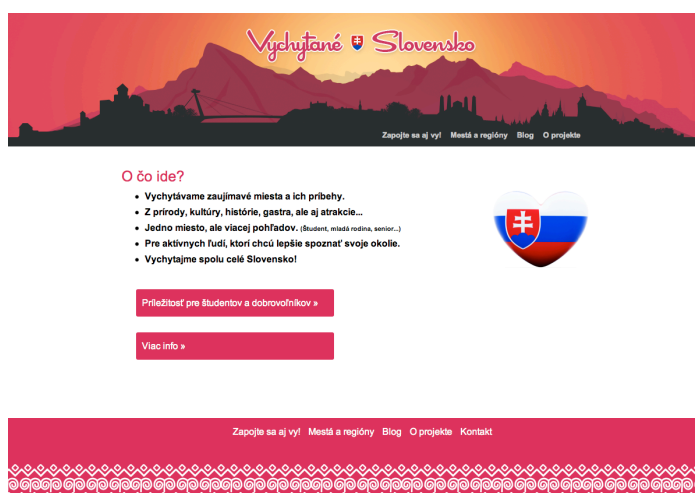 Vychytané Slovensko
Zapojte sa aj vy! Mestá a regióny Blog O projekte
O čo ide?
Vychytávame zaujímavé miesta a ich príbehy.
Z prírody, kultúry, histórie, gastra, ale aj atrakcie...
Jedno miesto, ale viacej pohľadov. (Študent, mladá rodina, senior...)
Pre aktívnych ľudí, ktorí chcú lepšie spoznať svoje okolie.
Vychytajme spolu celé Slovensko!
Príležitosť pre študentov a dobrovoľníkov »
Viac info »
Zapojte sa aj vy! Mestá a regióny Blog O projekte Kontakt